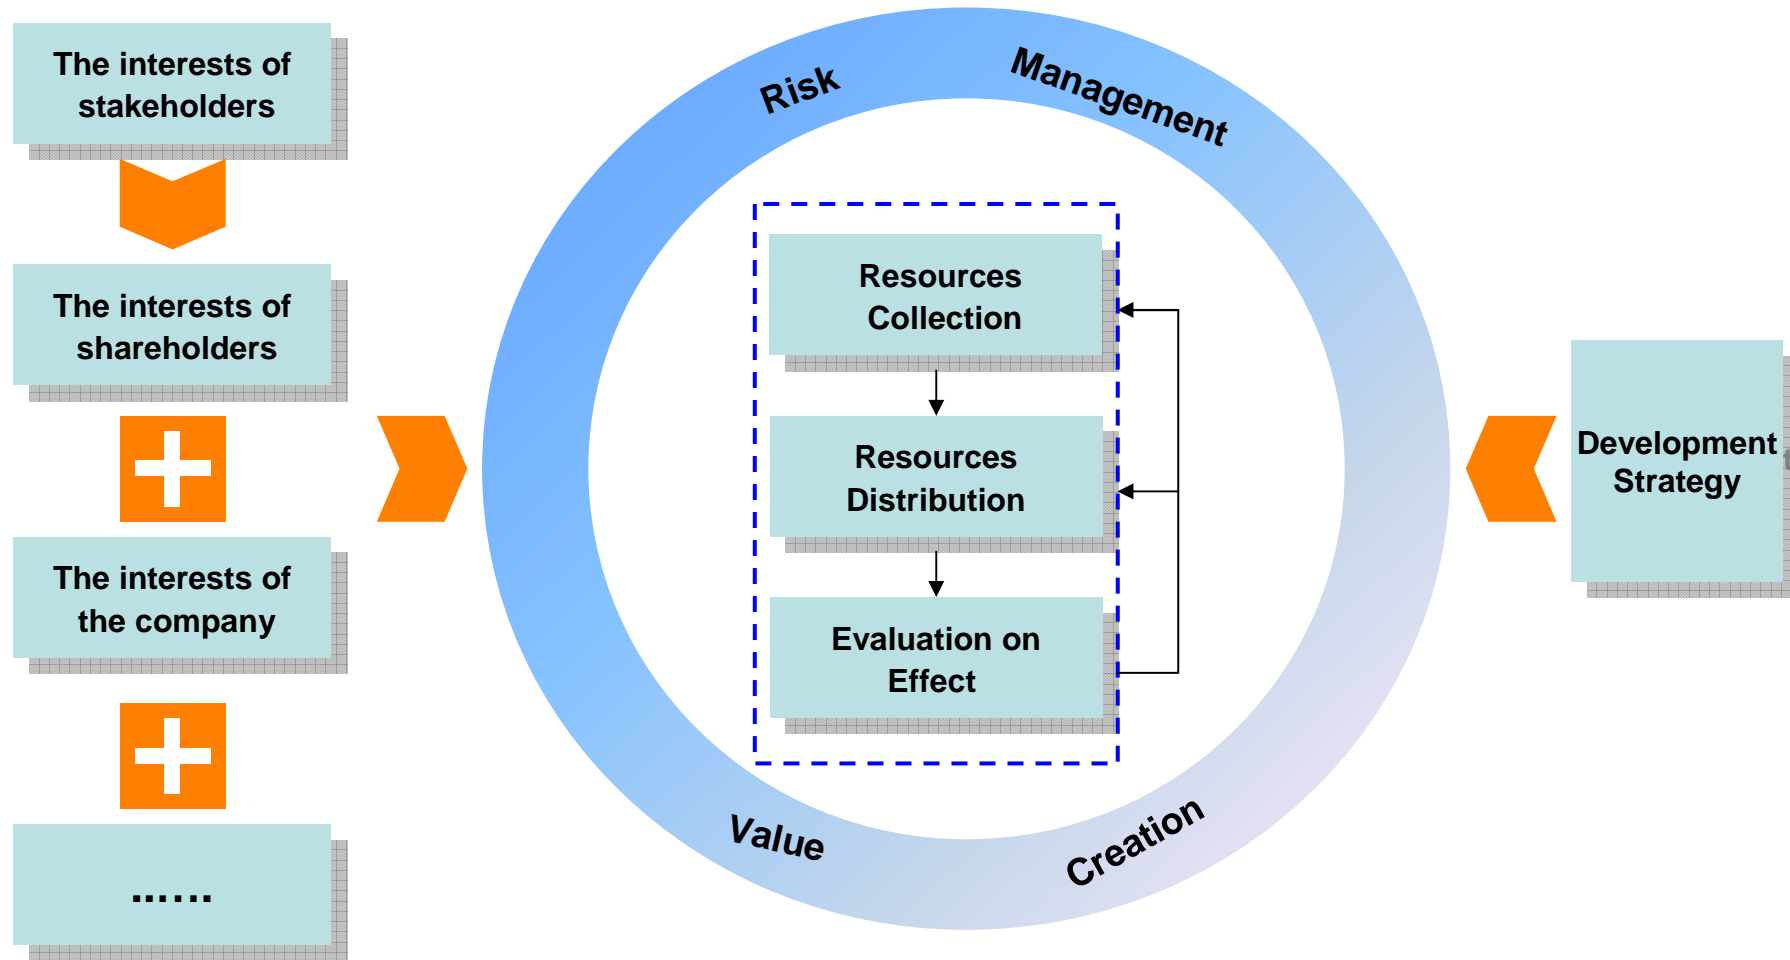 The interests of
stakeholders
The interests of
shareholders
The interests of
the company
......
Risk
Management
Value
Creation
Resources
Collection
Resources
Distribution
Evaluation on
Effect
Development
Strategy